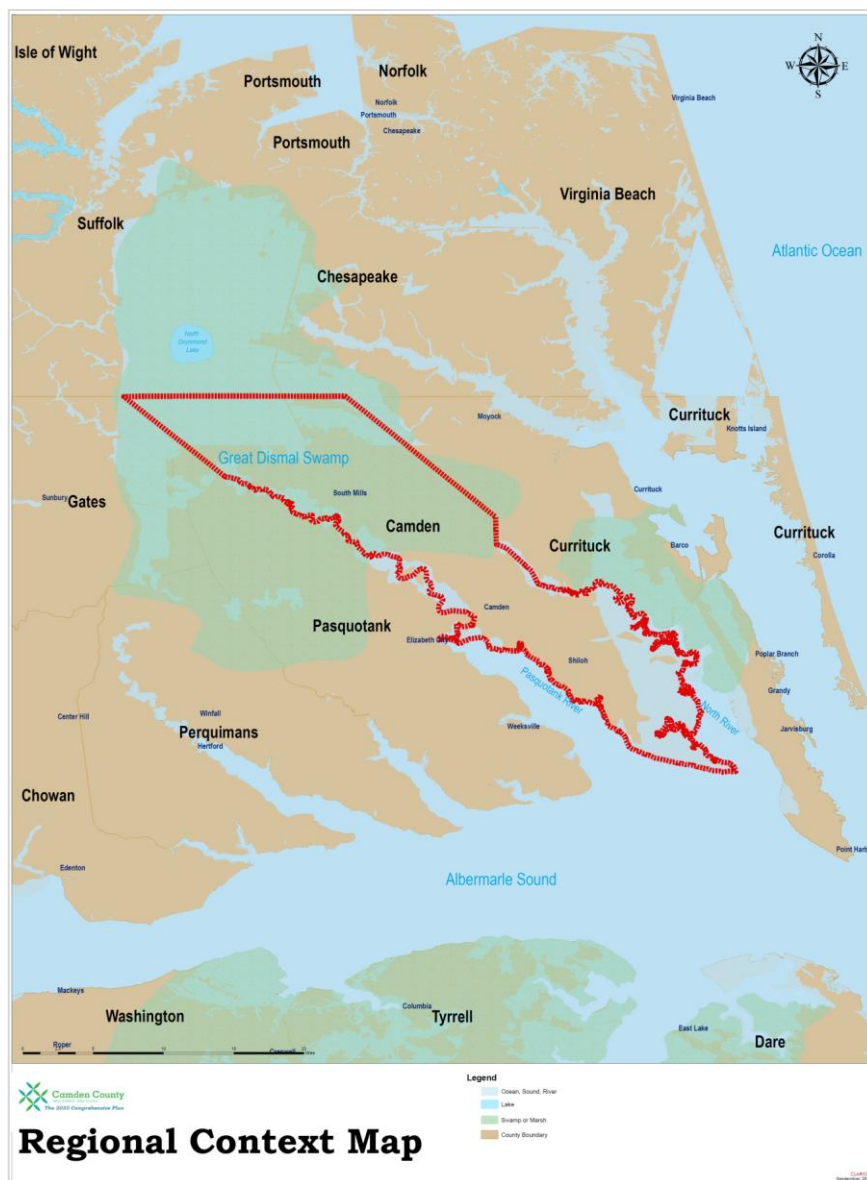 Isle of Wight
Portsmouth
Norfolk
N
W E
S
Norfolk
Portsmouth
Chesapeake
Virginia Beach
Portsmouth
Virginia Beach
Suffolk
Atlantic Ocean
Chesapeake
North
Drummond
Lake
Moyock
Currituck
Knotts Island
Great Dismal Swamp
South Mills
Currituck
Sunbury
Gates
Camden
Currituck
Currituck
Barco
Corolla
Camden
Pasquotank
Elizabeth City
Shiloh
Poplar Branch
Pasquotank River
North River
Grandy
Center Hill
Winfall
Perquimans
Hertford
Weeksville
Jarvisburg
Chowan
Point Harb
Edenton
Albermarle Sound
Mackeys
Washington
Columbia
Tyrrell
East Lake
Dare
Roper
Creswell
Camden County
The 2035 Comprehensive Plan
Regional Context Map
Legend
Ocean, Sound, River
Lake
Swamp or Marsh
County Boundary